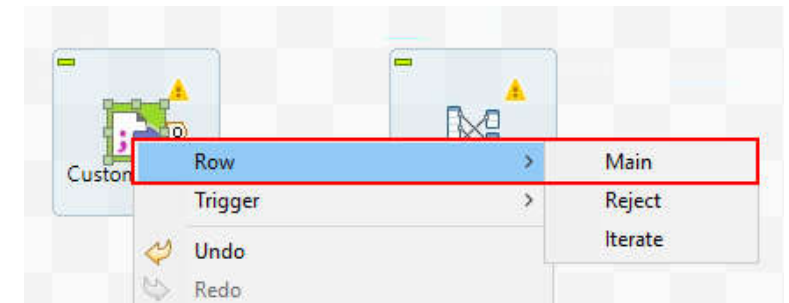 Custom
Row > Main
Trigger > Reject
Iterate
Undo
Redo